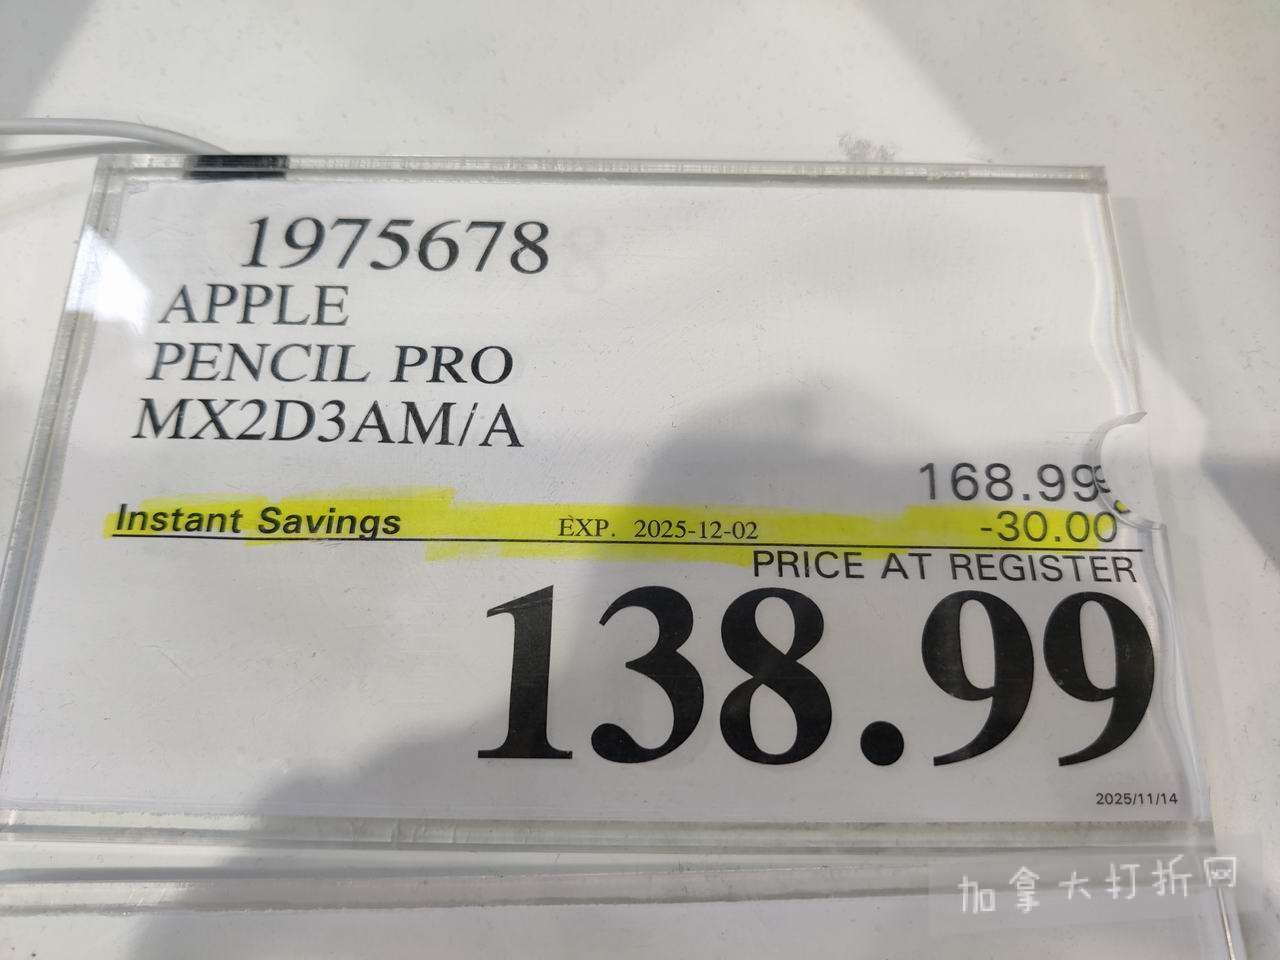 1975678
APPLE
PENCIL PRO
MX2D3AM/A
168.99
Instant Savings EXP. 2025-12-02 -30.00
PRICE AT REGISTER
138.99
2025/11/14
加拿大打折网